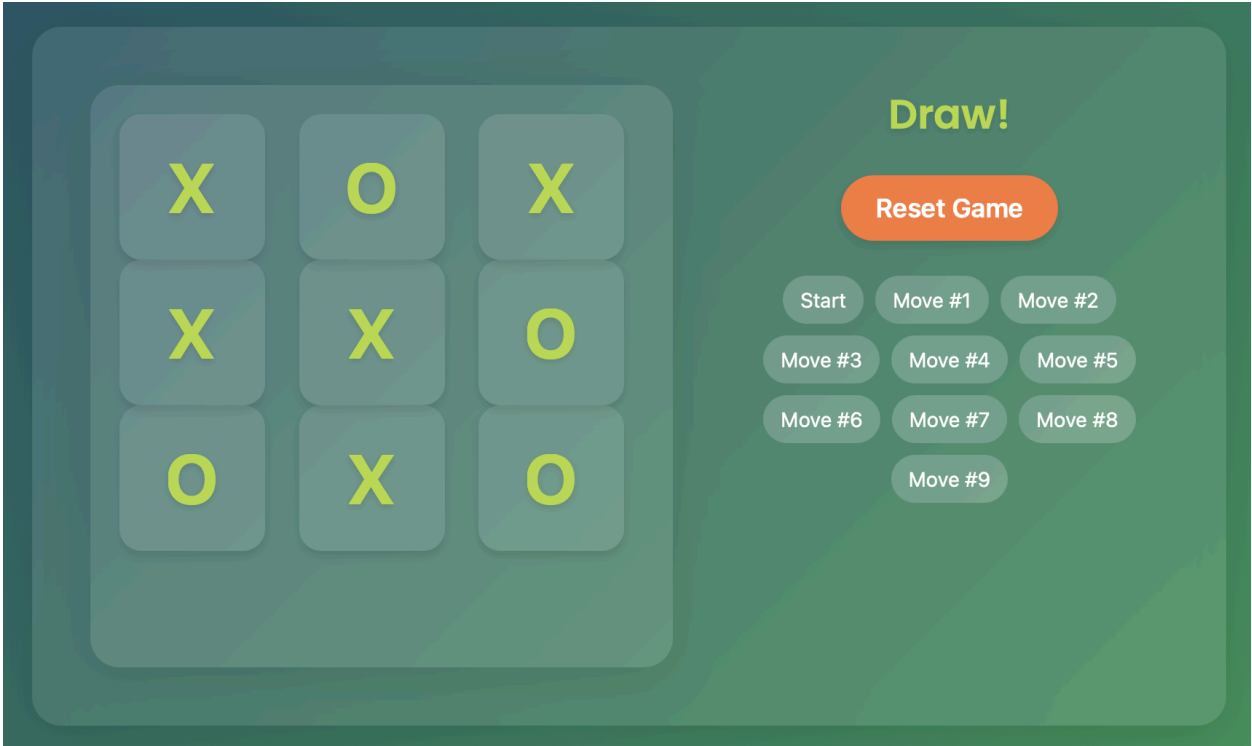 X O X
X X O
O X O
Draw!
Reset Game
Start Move #1 Move #2
Move #3 Move #4 Move #5
Move #6 Move #7 Move #8
Move #9